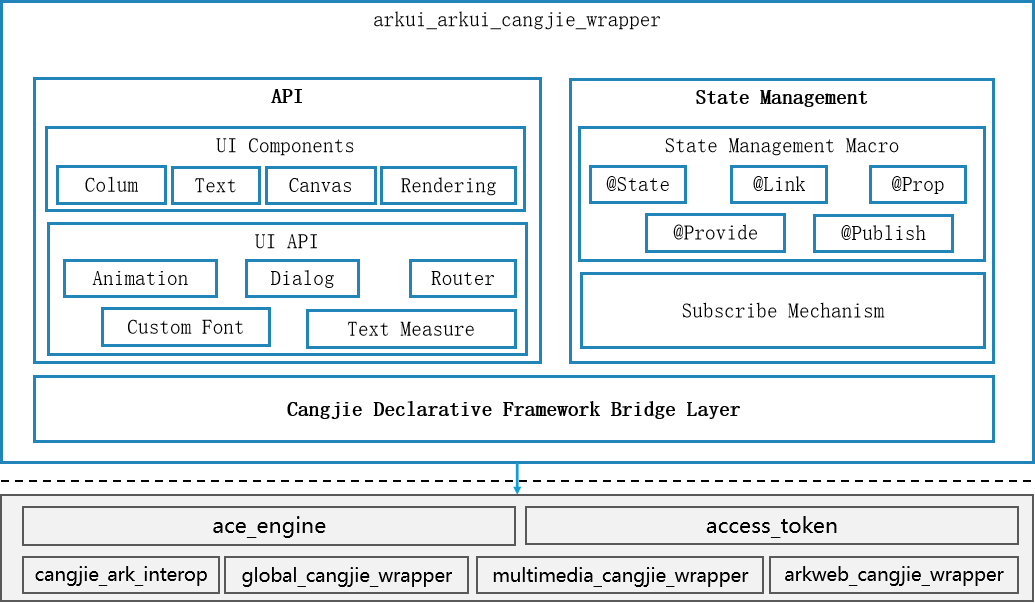 arkui_arkui_cangjie_wrapper
API
UI Components
Colum
Text
Canvas
Rendering
UI API
Animation
Dialog
Router
Custom Font
Text Measure
State Management
State Management Macro
@State
@Link
@Prop
@Provide
@Publish
Subscribe Mechanism
Cangjie Declarative Framework Bridge Layer
ace_engine
access_token
cangjie_ark_interop
global_cangjie_wrapper
multimedia_cangjie_wrapper
arkweb_cangjie_wrapper